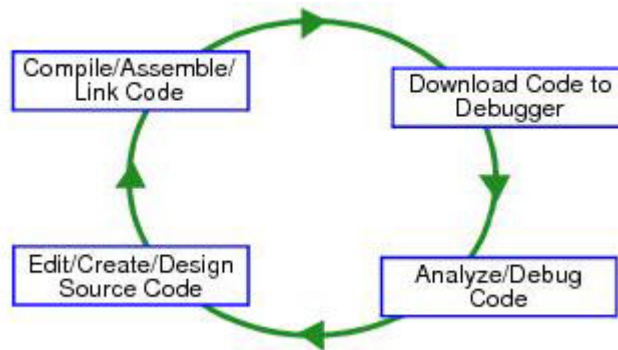 Compile/Assemble/
Link Code
Download Code to
Debugger
Edit/Create/Design
Source Code
Analyze/Debug
Code